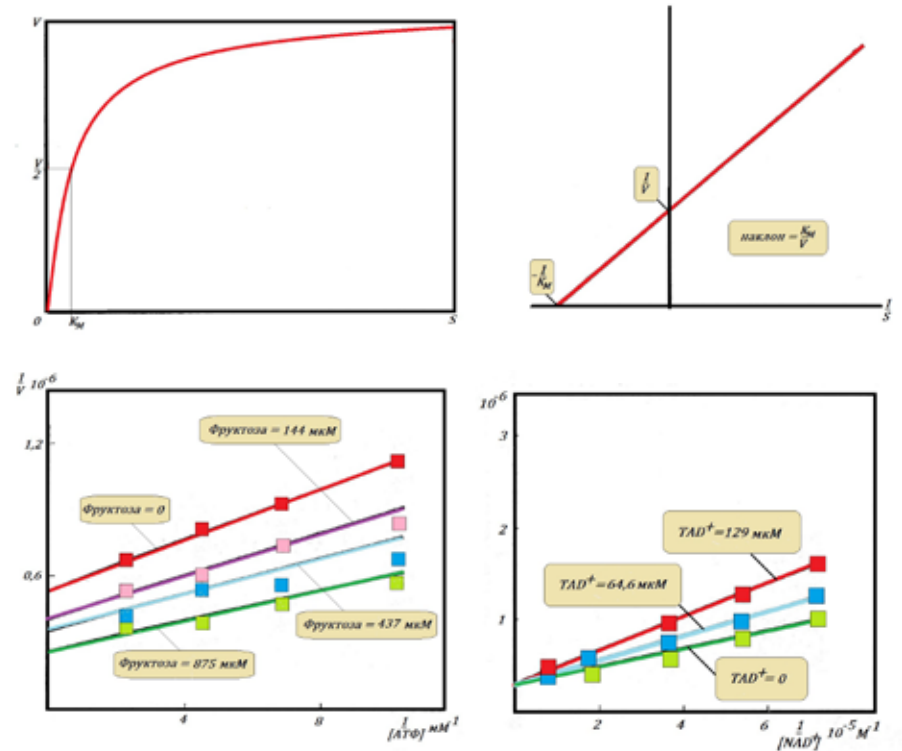 V
V
2
0
K_M
S
1
V
-1
K_M
наклон = K_M
V
1
S
1
V
10⁻⁶
1,2
0,6
Фруктоза = 144 мкМ
Фруктоза = 0
Фруктоза = 437 мкМ
Фруктоза = 875 мкМ
4
8
1
[АТФ]
мМ⁻¹
10⁻⁶
3
2
1
TAD⁺=129 мкМ
TAD⁺=64,6 мкМ
TAD⁺=0
2
4
6
1
[NAD⁺]
10⁻⁵М⁻¹